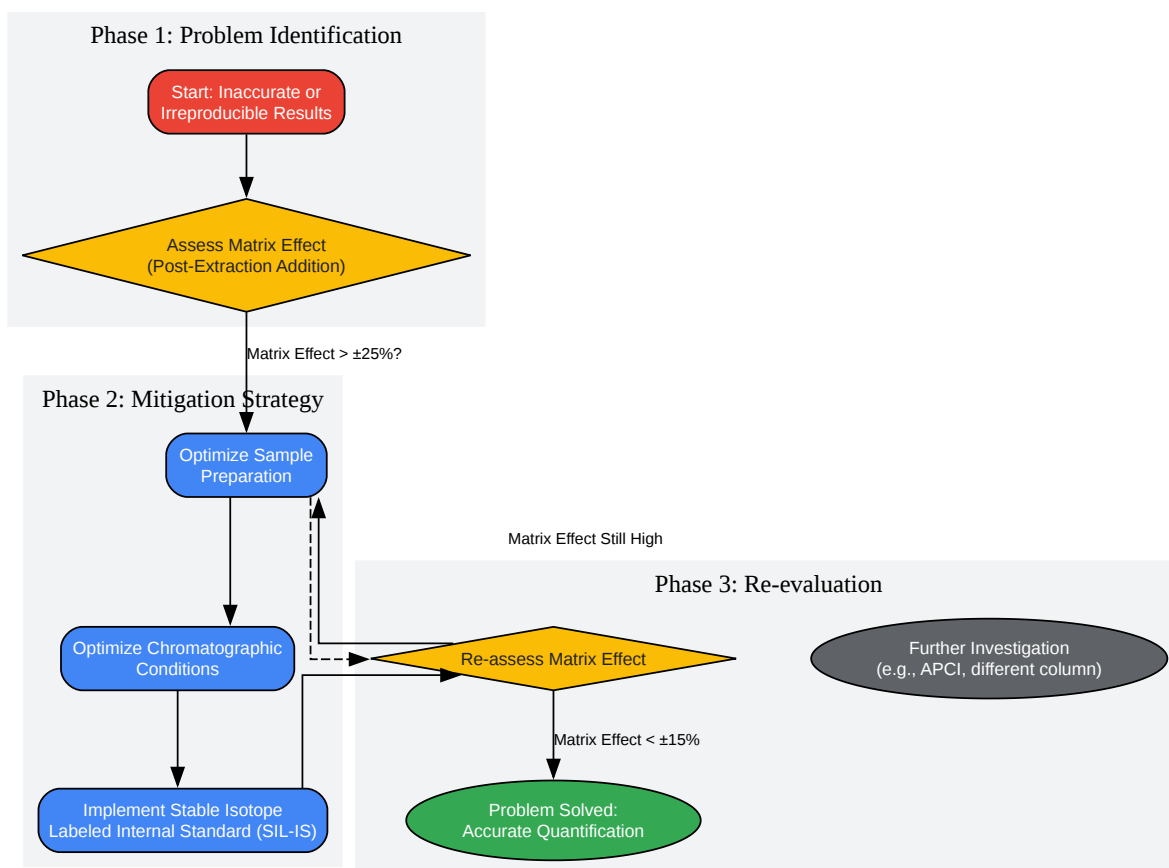 Phase 1: Problem Identification
Start: Inaccurate or
Irreproducible Results
Assess Matrix Effect
(Post-Extraction Addition)
Matrix Effect > ±25%?
Phase 2: Mitigation Strategy
Optimize Sample
Preparation
Matrix Effect Still High
Phase 3: Re-evaluation
Optimize Chromatographic
Conditions
Re-assess Matrix Effect
Further Investigation
(e.g., APCI, different column)
Matrix Effect < ±15%
Implement Stable Isotope
Labeled Internal Standard (SIL-IS)
Problem Solved:
Accurate Quantification